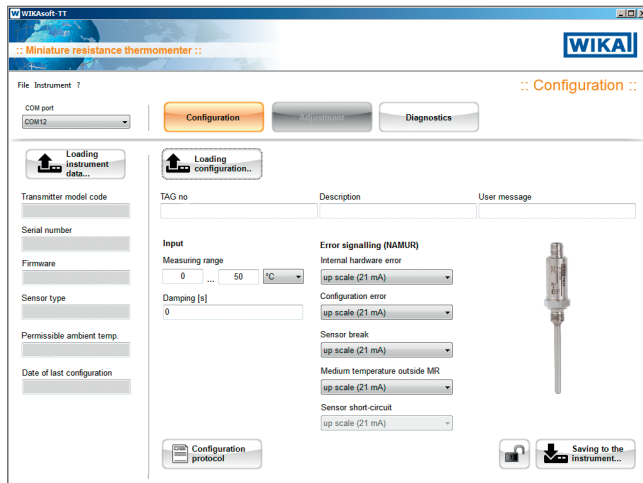 WIKAsoft-TT
:: Miniature resistance thermomenter ::
WIKA
File Instrument ?
:: Configuration ::
COM port
COM12
Configuration
Adjustment
Diagnostics
Loading
instrument
data...
Loading
configuration..
Transmitter model code
TAG no
Description
User message
Serial number
Firmware
Sensor type
Permissible ambient temp.
Date of last configuration
Input
Measuring range
0 ... 50 °C
Damping [s]
0
Error signalling (NAMUR)
Internal hardware error
up scale (21 mA)
Configuration error
up scale (21 mA)
Sensor break
up scale (21 mA)
Medium temperature outside MR
up scale (21 mA)
Sensor short-circuit
up scale (21 mA)
Configuration
protocol
Saving to the
instrument...